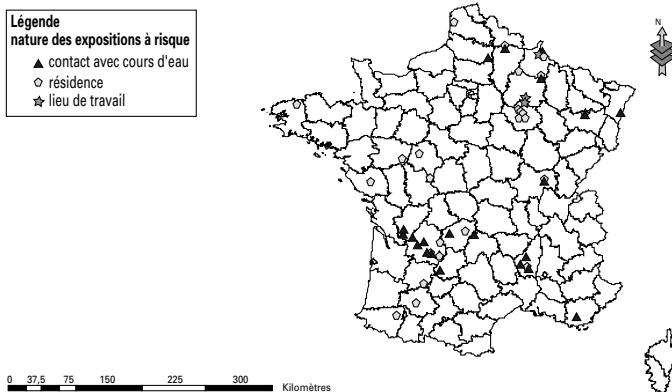 Légende
nature des expositions à risque
contact avec cours d'eau
résidence
lieu de travail
N
0 37,5 75 150 225 300 Kilomètres